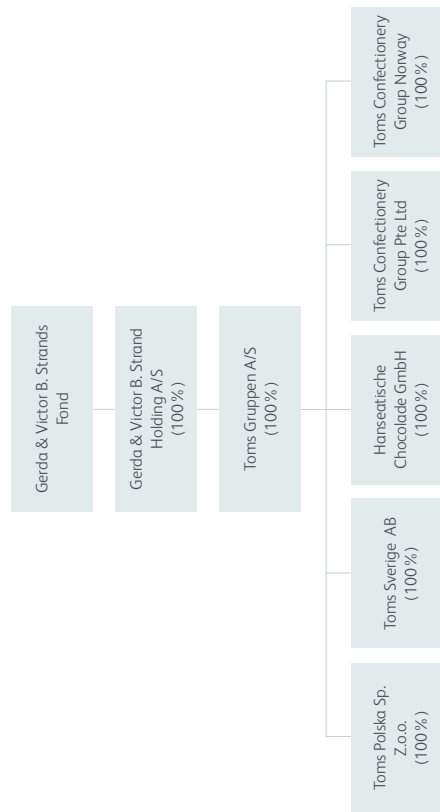 Gerda & Victor B. Strands
Fond
Gerda & Victor B. Strand
Holding A/S
(100%)
Toms Gruppen A/S
(100%)
Toms Polska Sp.
Z.o.o.
(100%)
Toms Sverige AB
(100%)
Hanseatische
Chocolade GmbH
(100%)
Toms Confectionery
Group Pte Ltd
(100%)
Toms Confectionery
Group Norway
(100%)